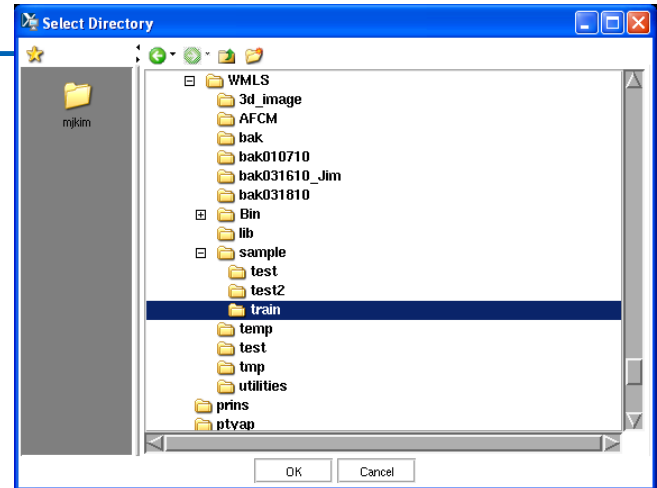 Select Directory
mjkim
WMLS
3d_image
AFCM
bak
bak010710
bak031610_Jim
bak031810
Bin
lib
sample
test
test2
train
temp
test
tmp
utilities
prins
ptyap
OK
Cancel